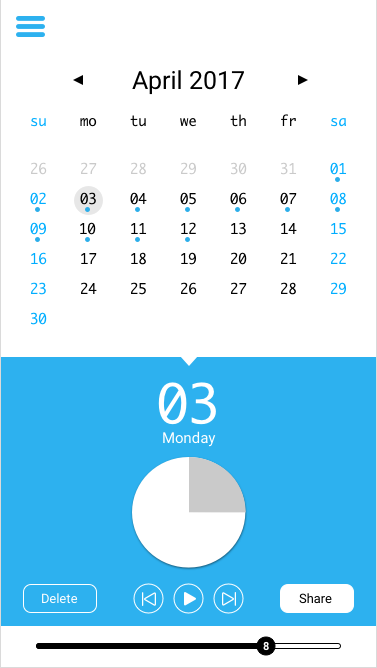 April 2017
su mo tu we th fr sa
26 27 28 29 30 31 01
02 03 04 05 06 07 08
09 10 11 12 13 14 15
16 17 18 19 20 21 22
23 24 25 26 27 28 29
30
03
Monday
Delete
Share
8